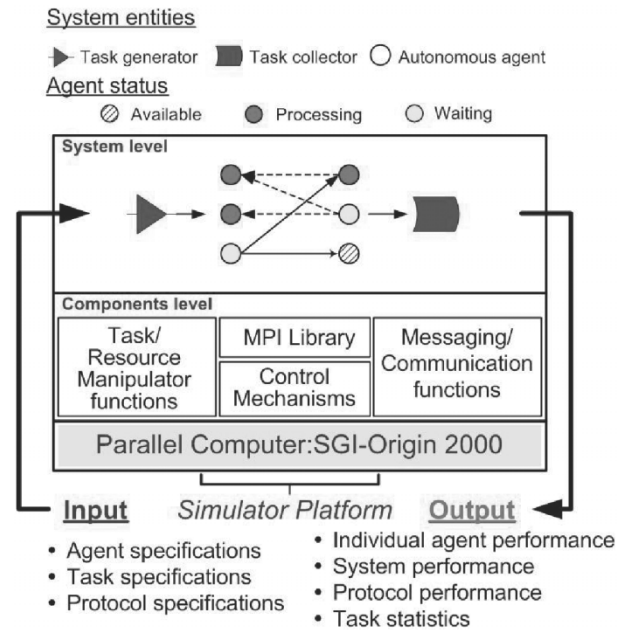 System entities
Task generator Task collector Autonomous agent
Agent status
Available Processing Waiting
System level
Components level
Task/
Resource
Manipulator
functions
MPI Library
Control
Mechanisms
Messaging/
Communication
functions
Parallel Computer:SGI-Origin 2000
Input Simulator Platform Output
• Agent specifications
• Task specifications
• Protocol specifications
• Individual agent performance
• System performance
• Protocol performance
• Task statistics